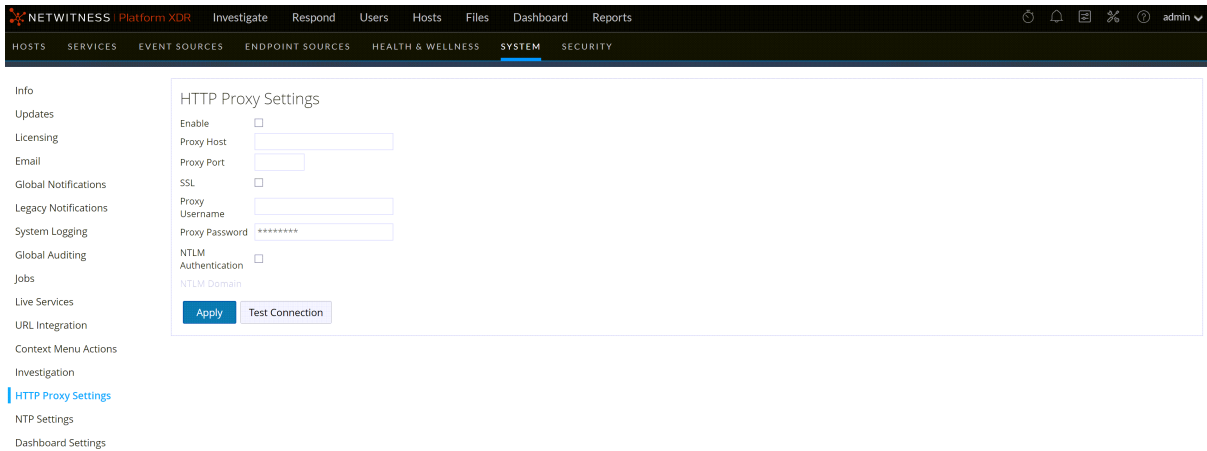 NETWITNESS | Platform XDR Investigate Respond Users Hosts Files Dashboard Reports admin
HOSTS SERVICES EVENT SOURCES ENDPOINT SOURCES HEALTH & WELLNESS SYSTEM SECURITY
Info
Updates
Licensing
Email
Global Notifications
Legacy Notifications
System Logging
Global Auditing
Jobs
Live Services
URL Integration
Context Menu Actions
Investigation
HTTP Proxy Settings
NTP Settings
Dashboard Settings
HTTP Proxy Settings
Enable
Proxy Host
Proxy Port
SSL
Proxy
Username
Proxy Password ********
NTLM
Authentication
NTLM Domain
Apply Test Connection